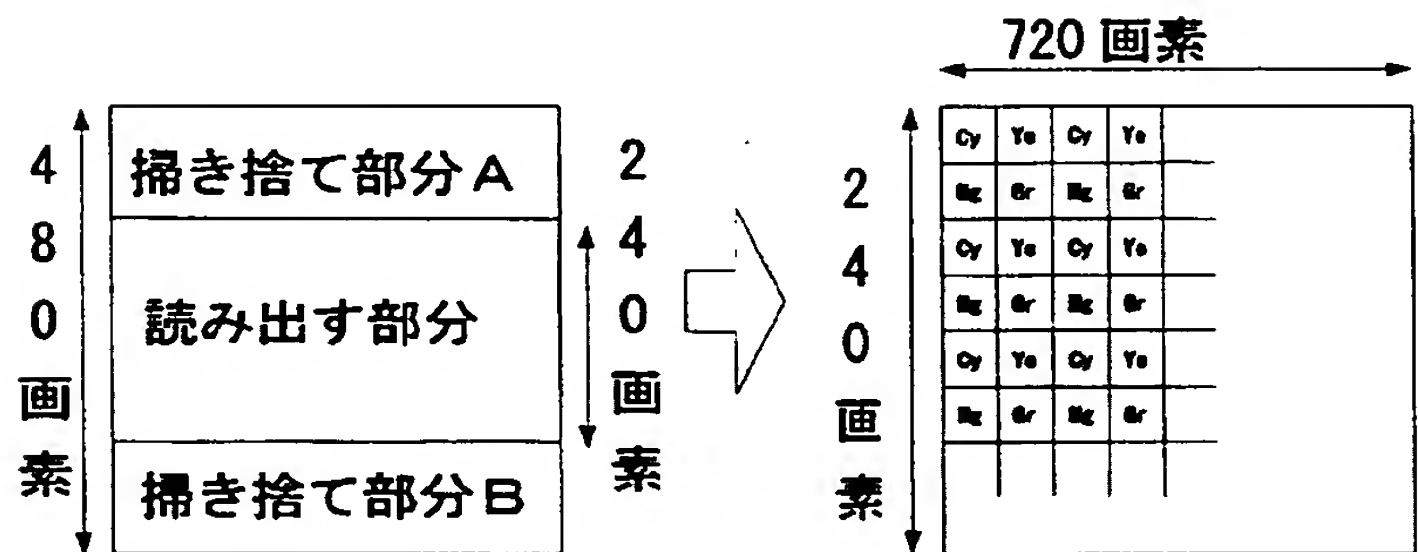 720画素
480画素
掃き捨て部分A
読み出す部分
掃き捨て部分B
240画素
240画素
Cy Ye Cy Ye
Mg Gr Mg Gr
Cy Ye Cy Ye
Mg Gr Mg Gr
Cy Ye Cy Ye
Mg Gr Mg Gr